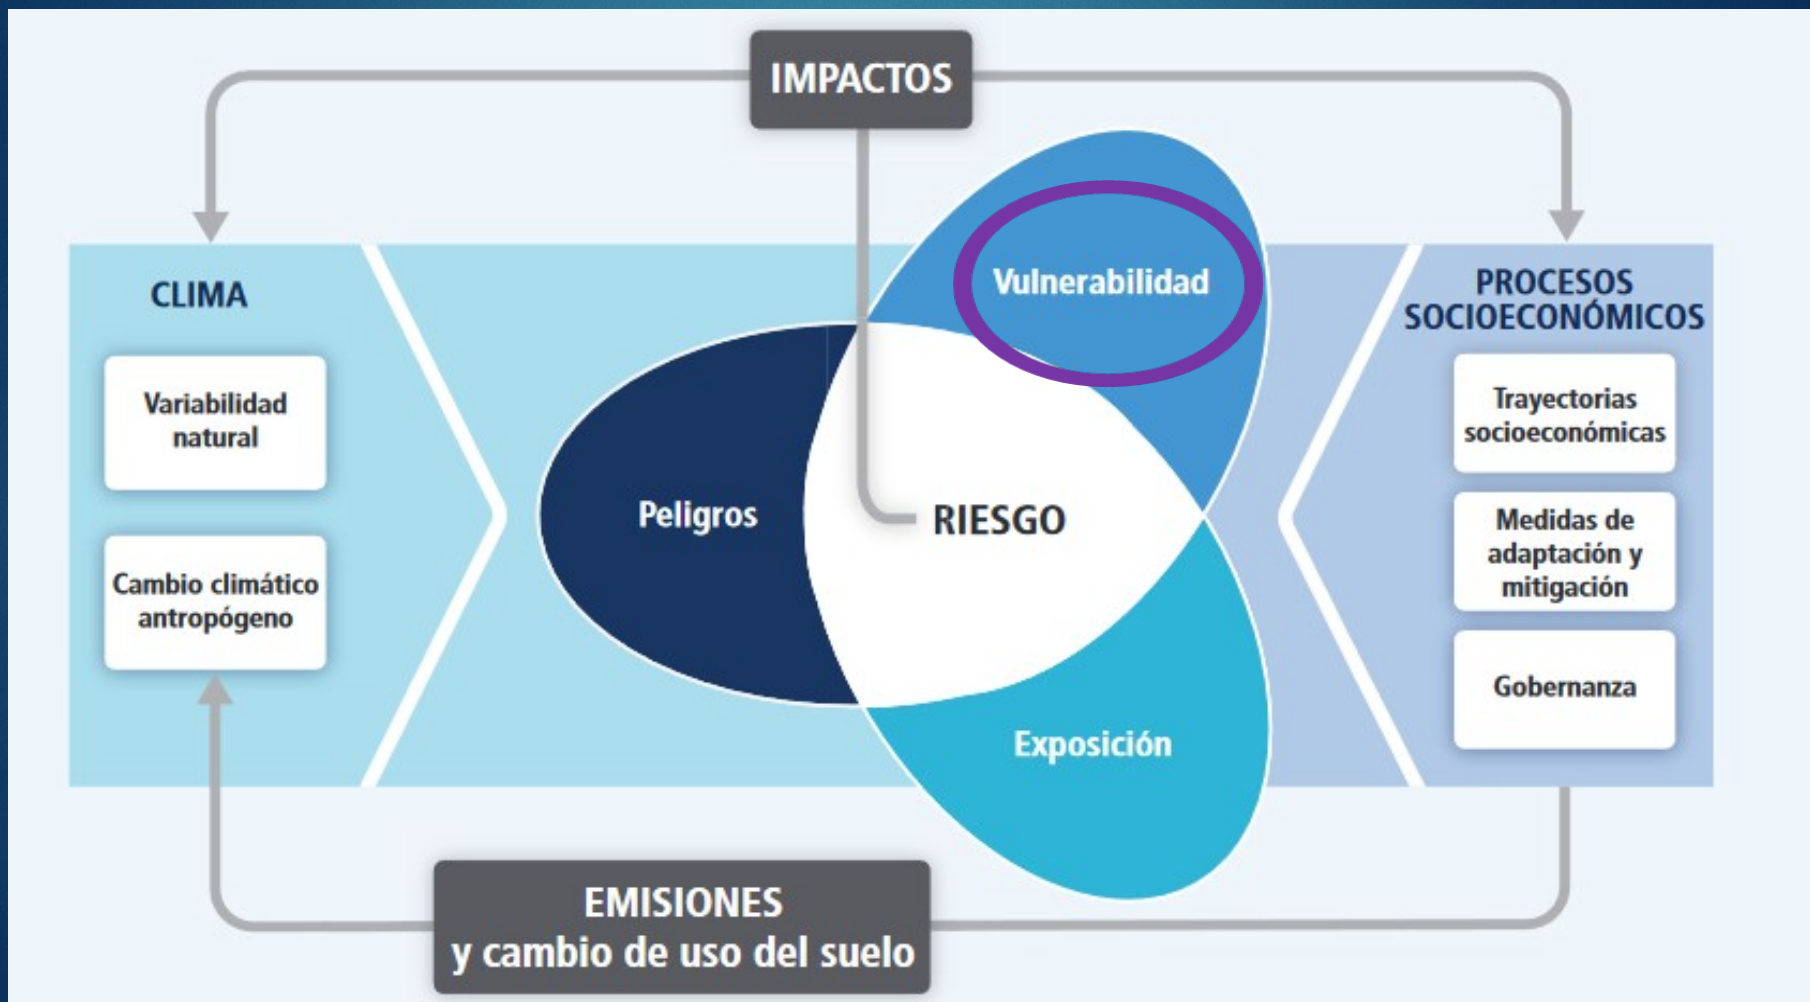 IMPACTOS
CLIMA
Variabilidad
natural
Cambio climático
antropógeno
Vulnerabilidad
Peligros
RIESGO
Exposición
PROCESOS
SOCIOECONÓMICOS
Trayectorias
socioeconómicas
Medidas de
adaptación y
mitigación
Gobernanza
EMISIONES
y cambio de uso del suelo